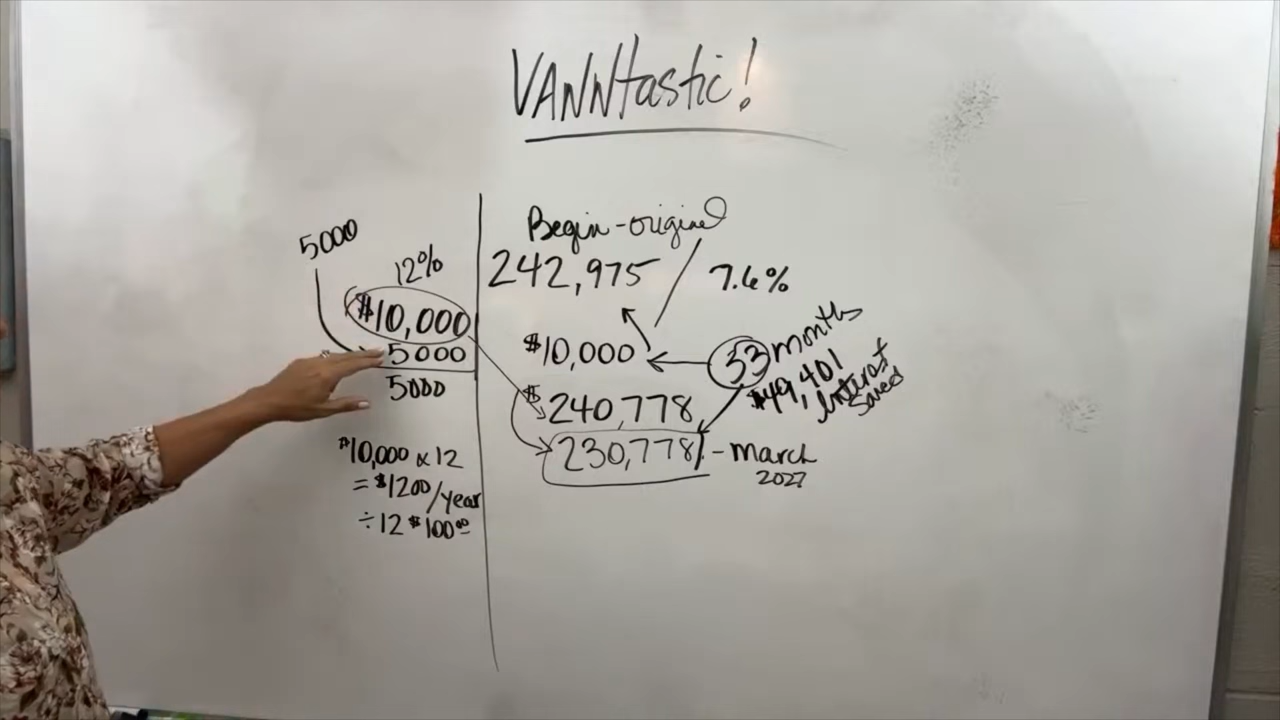 VANNtastic!
5000
12%
$10,000
5000
5000
$10,000 x 12
= $1200/year
÷ 12 $100.00
Begin-original
242,975
7.6%
$10,000
53 months
$49,401
Interest
Saved
$240,778
230,778 - March
2027